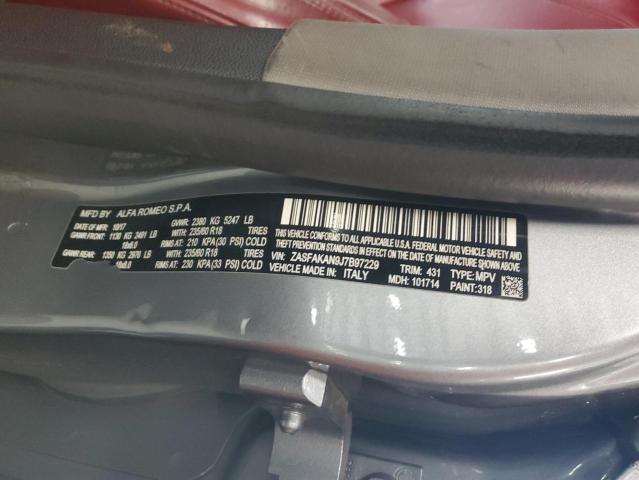 MFD BY ALFA ROMEO S.P.A.
DATE OF MFR: 10/17 GVWR: 2380 KG 5247 LB
GAWR FRONT: 1130 KG 2491 LB WITH: 235/60 R18 TIRES
RIMS AT: 210 KPA(30 PSI) COLD
GAWR REAR: 1350 KG 2976 LB WITH: 235/60 R18 TIRES
RIMS AT: 230 KPA(33 PSI) COLD
THIS VEHICLE CONFORMS TO ALL APPLICABLE
U.S.A. FEDERAL MOTOR VEHICLE SAFETY, BUMPER, AND
THEFT PREVENTION STANDARDS IN EFFECT ON THE DATE OF MANUFACTURE SHOWN ABOVE.
VIN: ZASFAKAN9J7B97229 TYPE: MPV
VEHICLE MADE IN: ITALY TRIM: 431 PAINT: 318
MDH: 101714